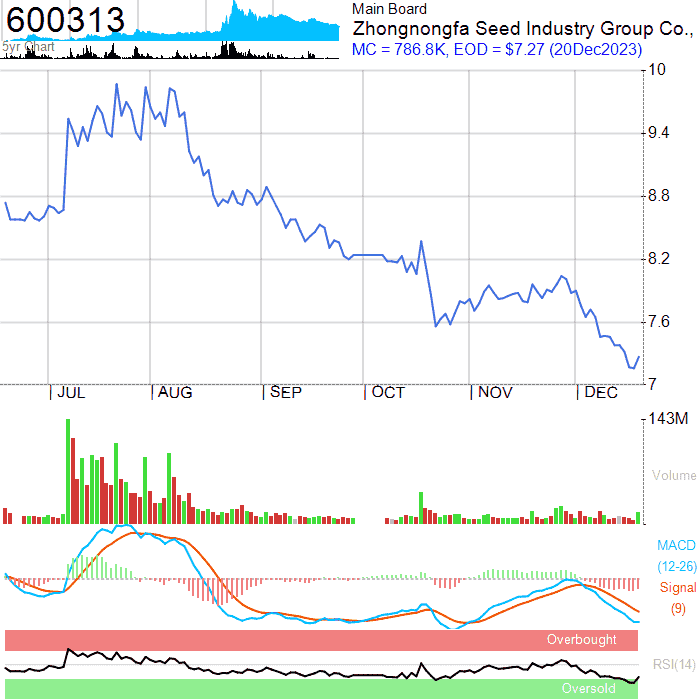 600313
5yr Chart
Main Board
Zhongnongfa Seed Industry Group Co.,
MC = 786.8K, EOD = $7.27 (20Dec2023)
10
9.4
8.8
8.2
7.6
7
JUL AUG SEP OCT NOV DEC
143M
Volume
MACD
(12-26)
Signal
(9)
Overbought
RSI(14)
Oversold